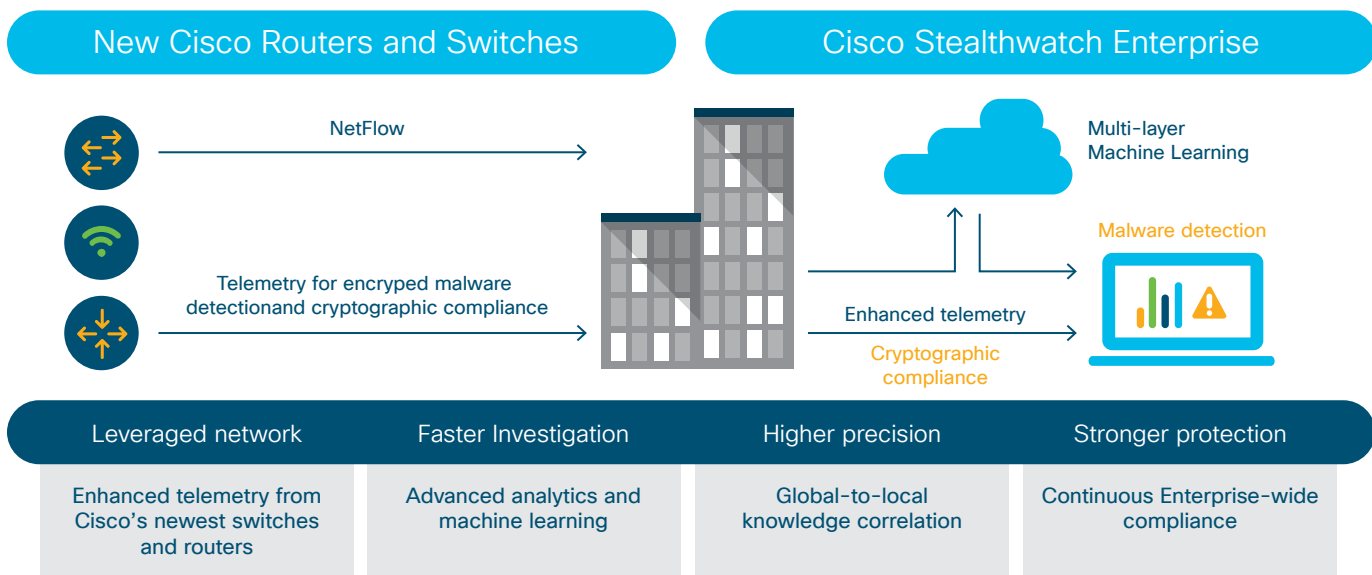 New Cisco Routers and Switches
Cisco Stealthwatch Enterprise
NetFlow
Telemetry for encryped malware
detectionand cryptographic compliance
Multi-layer
Machine Learning
Malware detection
Enhanced telemetry
Cryptographic
compliance
Leveraged network
Faster Investigation
Higher precision
Stronger protection
Enhanced telemetry from
Cisco's newest switches
and routers
Advanced analytics and
machine learning
Global-to-local
knowledge correlation
Continuous Enterprise-wide
compliance